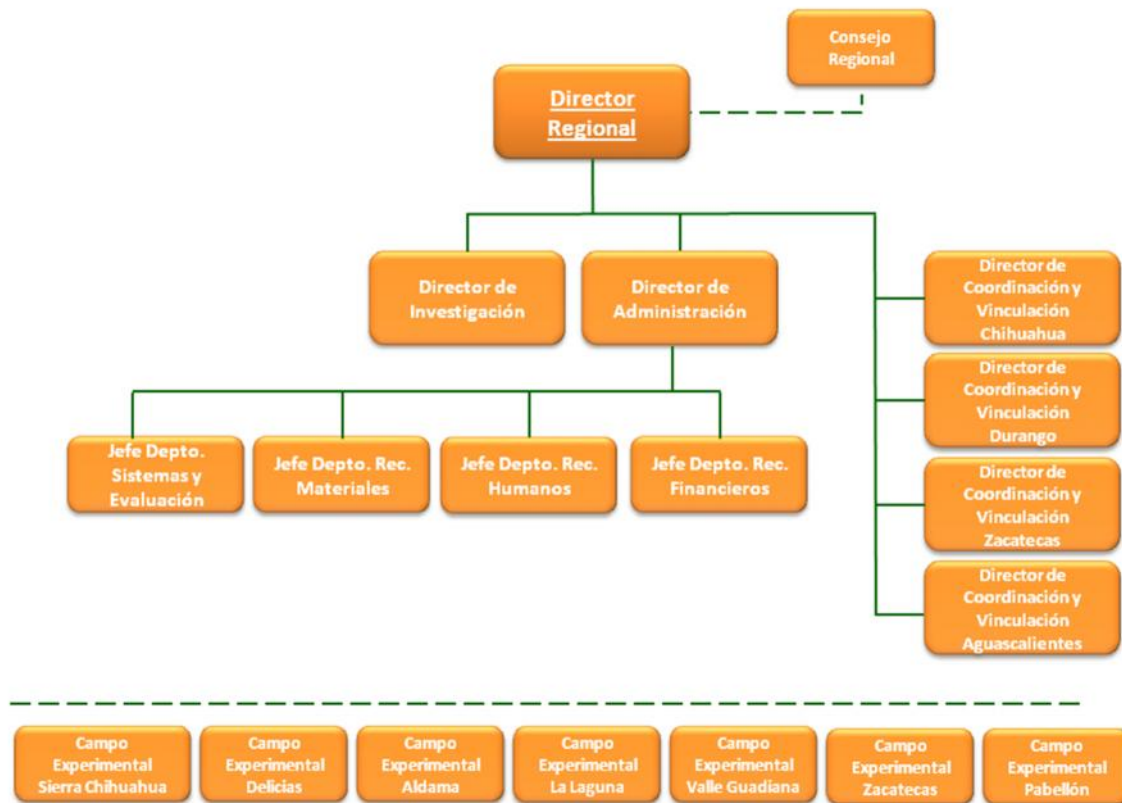 Consejo
Regional
Director
Regional
Director de
Investigación
Director de
Administración
Director de
Coordinación y
Vinculación
Chihuahua
Director de
Coordinación y
Vinculación
Durango
Director de
Coordinación y
Vinculación
Zacatecas
Director de
Coordinación y
Vinculación
Aguascalientes
Jefe Depto.
Sistemas y
Evaluación
Jefe Depto. Rec.
Materiales
Jefe Depto. Rec.
Humanos
Jefe Depto. Rec.
Financieros
Campo
Experimental
Sierra Chihuahua
Campo
Experimental
Delicias
Campo
Experimental
Aldama
Campo
Experimental
La Laguna
Campo
Experimental
Valle Guadiana
Campo
Experimental
Zacatecas
Campo
Experimental
Pabellón